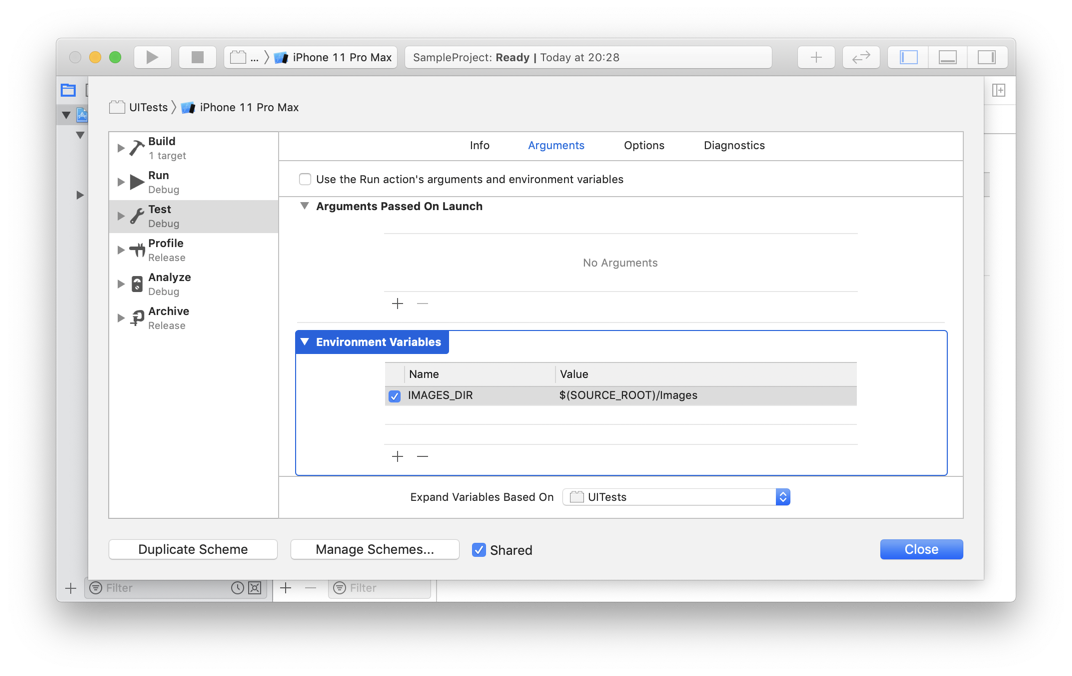 ... iPhone 11 Pro Max
SampleProject: Ready | Today at 20:28
UITests iPhone 11 Pro Max
Build
1 target
Run
Debug
Test
Debug
Profile
Release
Analyze
Debug
Archive
Release
Info Arguments Options Diagnostics
Use the Run action's arguments and environment variables
Arguments Passed On Launch
No Arguments
Environment Variables
Name Value
IMAGES_DIR $(SOURCE_ROOT)/Images
Expand Variables Based On UITests
Duplicate Scheme Manage Schemes... Shared Close
Filter Filter